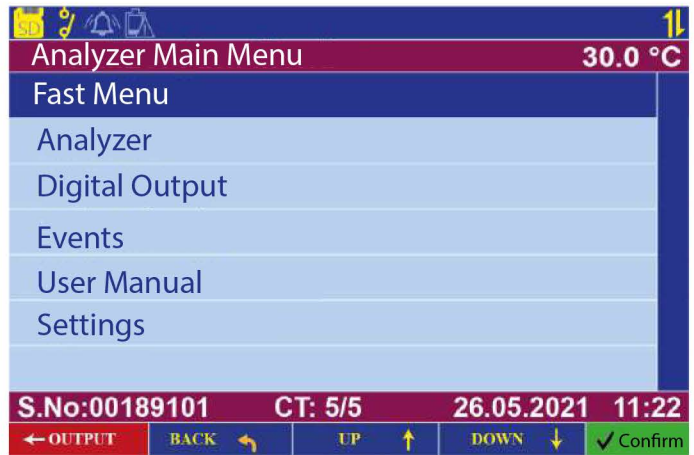 SD
Analyzer Main Menu 30.0 °C
Fast Menu
Analyzer
Digital Output
Events
User Manual
Settings
S.No:00189101 CT: 5/5 26.05.2021 11:22
←OUTPUT BACK UP ↑ DOWN ↓ ✓Confirm